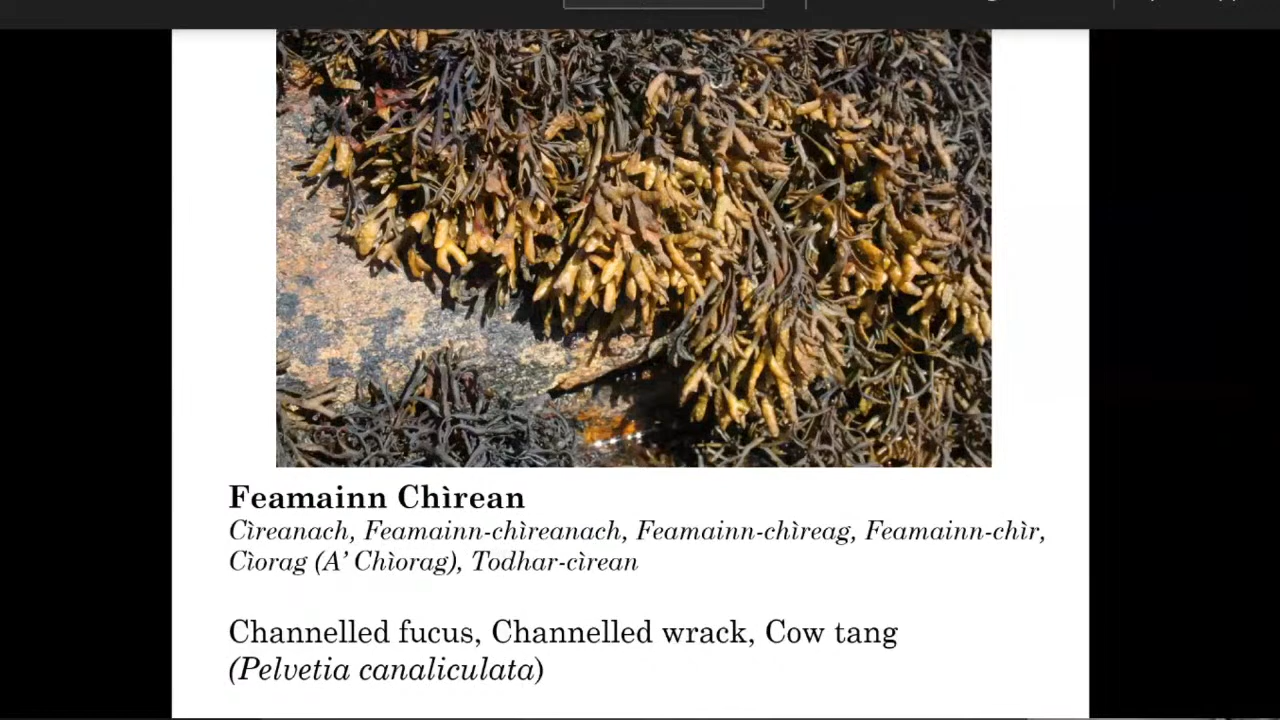 Feamainn Chìrean
Cìreanach, Feamainn-chìreanach, Feamainn-chìreag, Feamainn-chìr,
Cìorag (A’ Chìorag), Todhar-cìrean
Channelled fucus, Channelled wrack, Cow tang
(Pelvetia canaliculata)